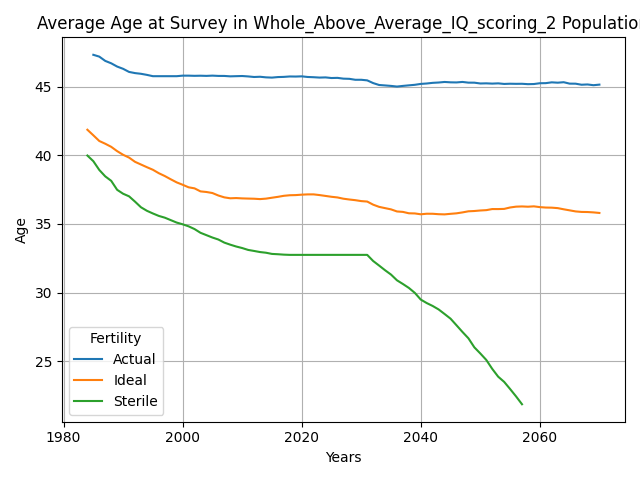 Average Age at Survey in Whole_Above_Average_IQ_scoring_2 Population
45
40
35
30
25
Age
Fertility
Actual
Ideal
Sterile
1980 2000 2020 2040 2060
Years